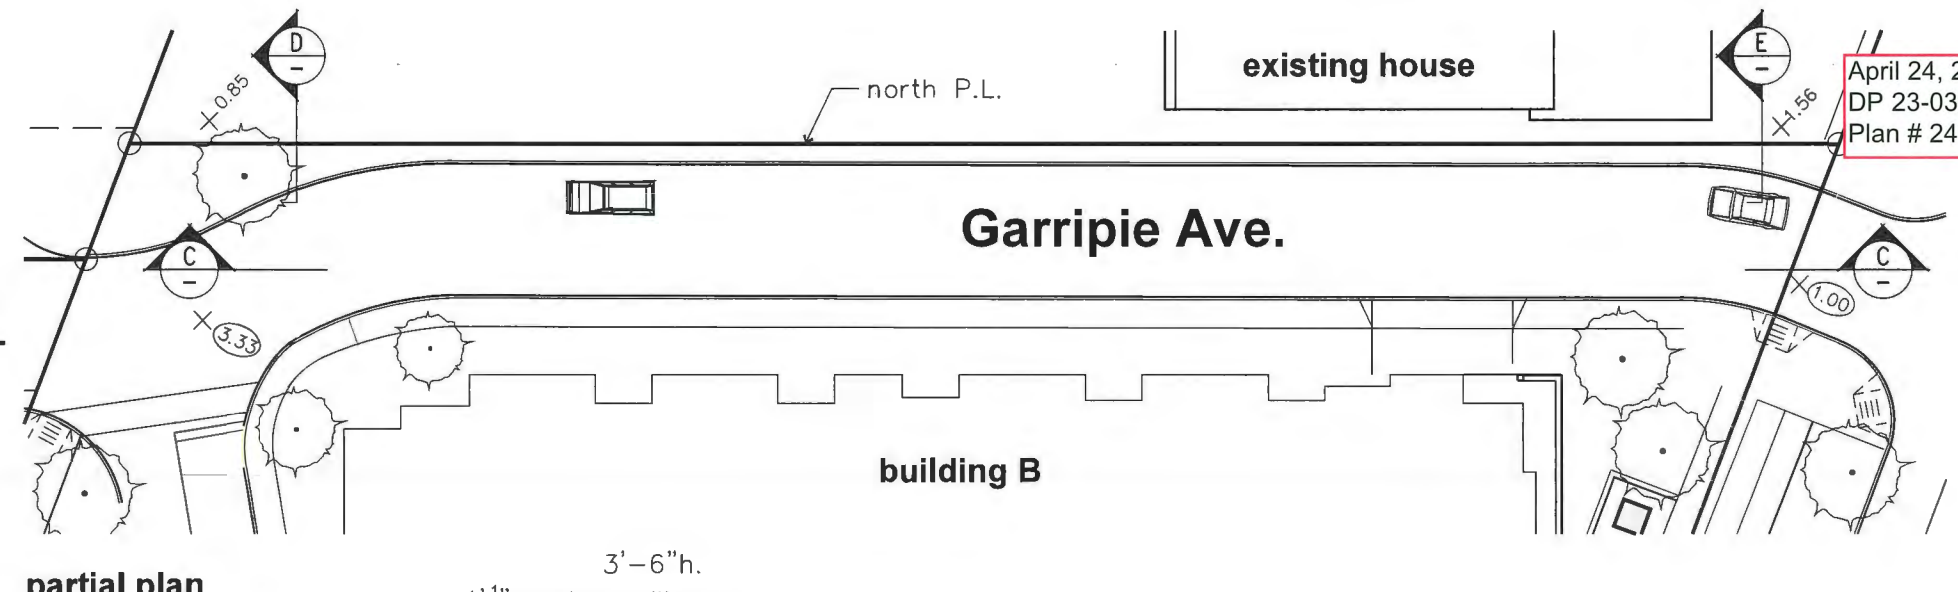 D
–
0.85
north P.L.
existing house
E
–
1.56
April 24, 2
DP 23-03
Plan # 24
Garripie Ave.
C
–
C
–
3.33
1.00
building B
3'–6"h.
partial plan